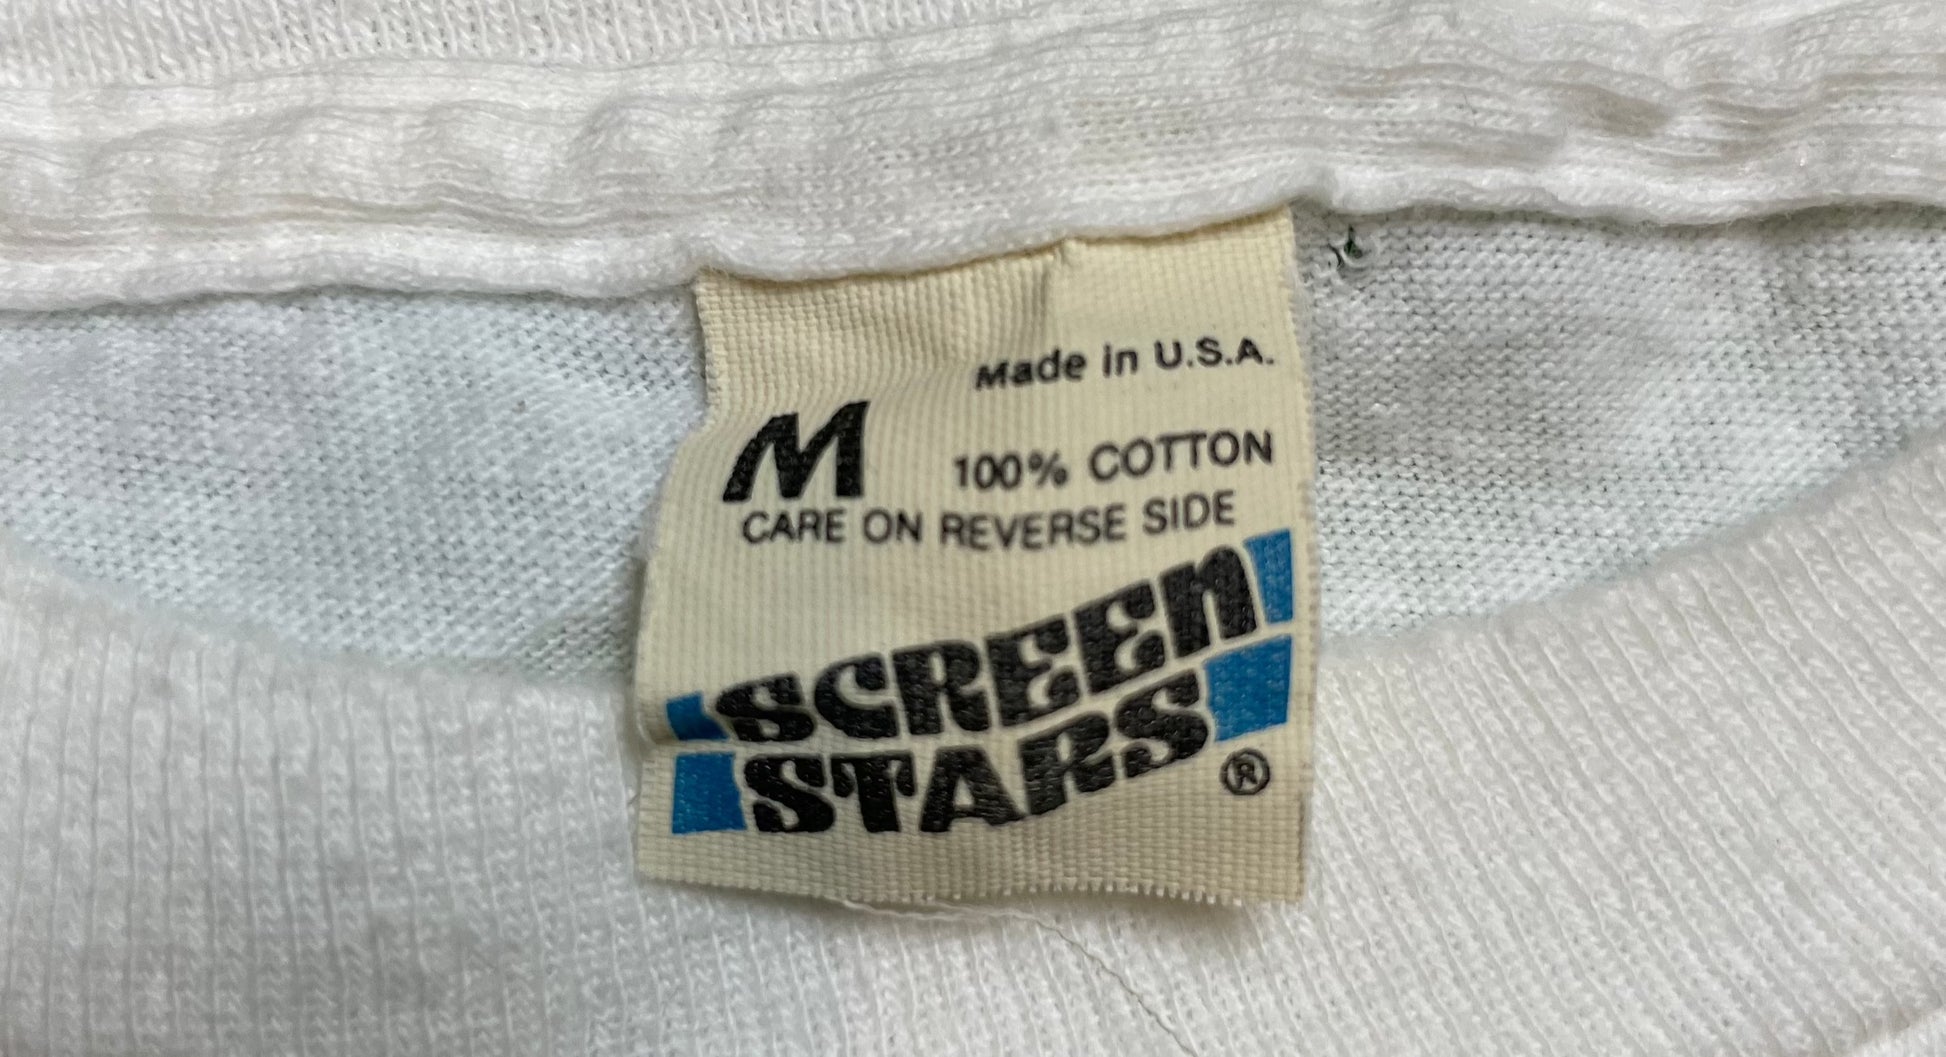 Made in U.S.A.
M 100% COTTON
CARE ON REVERSE SIDE
SCREEN
STARS ®